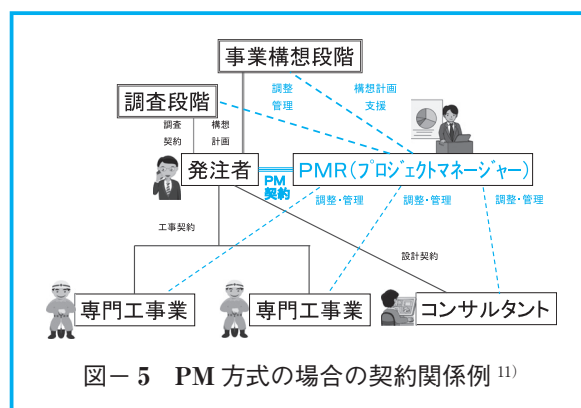 事業構想段階
調整
管理
構想計画
支援
調査段階
調査
契約
構想
計画
発注者
PM
契約
PMR(プロジェクトマネージャー)
調整・管理
調整・管理
調整・管理
工事契約
設計契約
専門工事業
専門工事業
コンサルタント
図－5 PM 方式の場合の契約関係例 11)